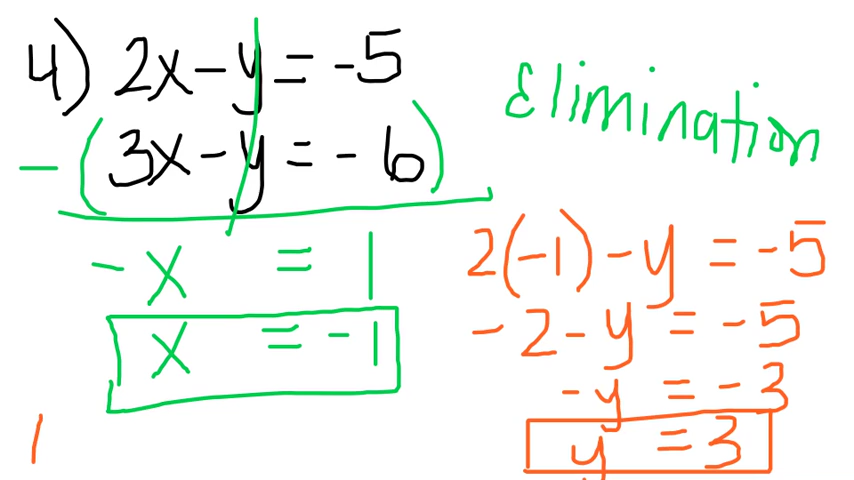 4) 2x - y = -5
- (3x - y = -6)
Elimination
-x = 1
x = -1
2(-1) - y = -5
-2 - y = -5
-y = -3
y = 3